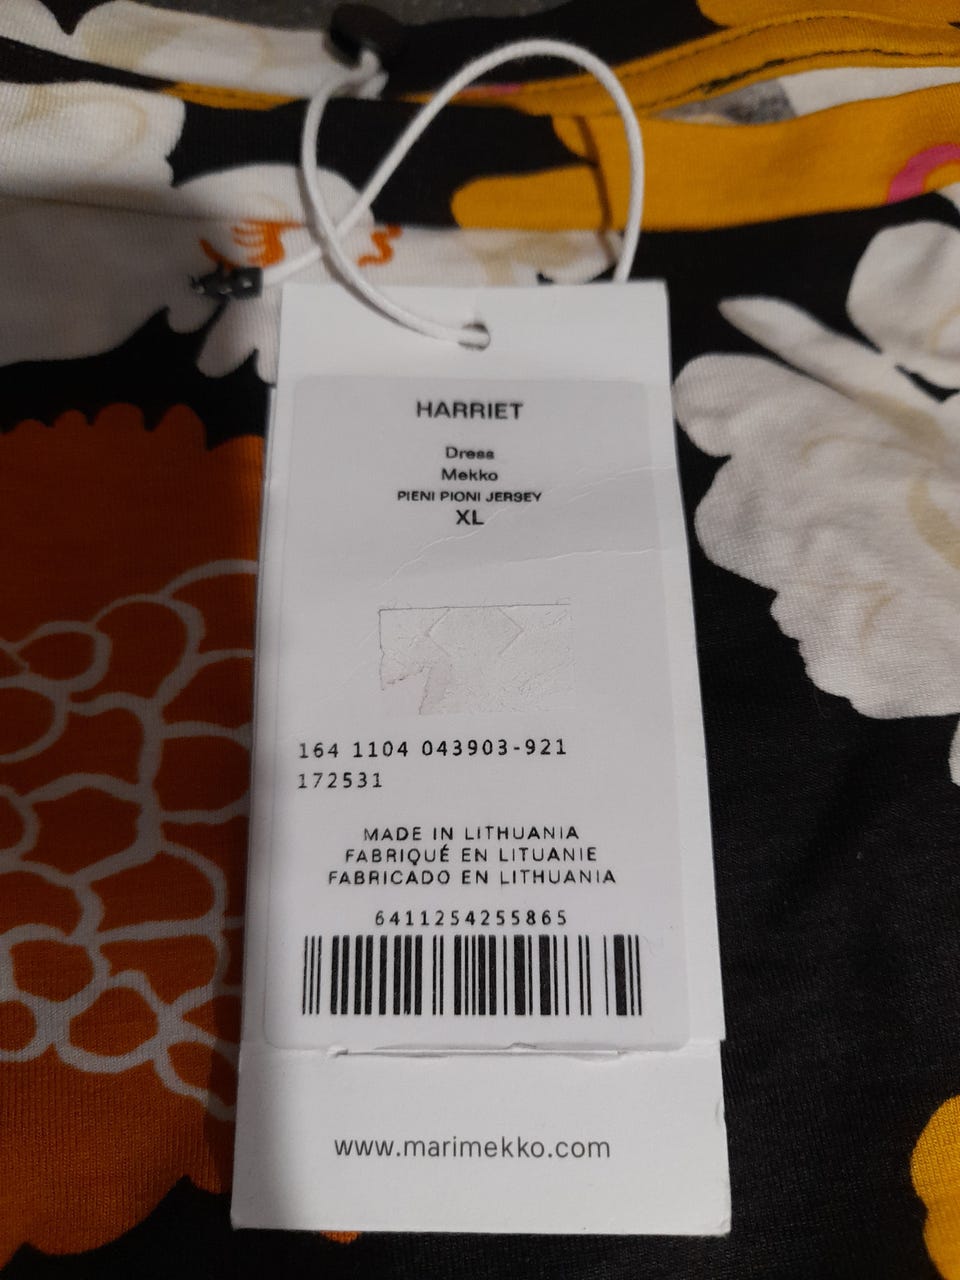 HARRIET
Dress
Mekko
PIENI PIONI JERSEY
XL
164 1104 043903-921
172531
MADE IN LITHUANIA
FABRIQUÉ EN LITUANIE
FABRICADO EN LITHUANIA
6411254255865
www.marimekko.com